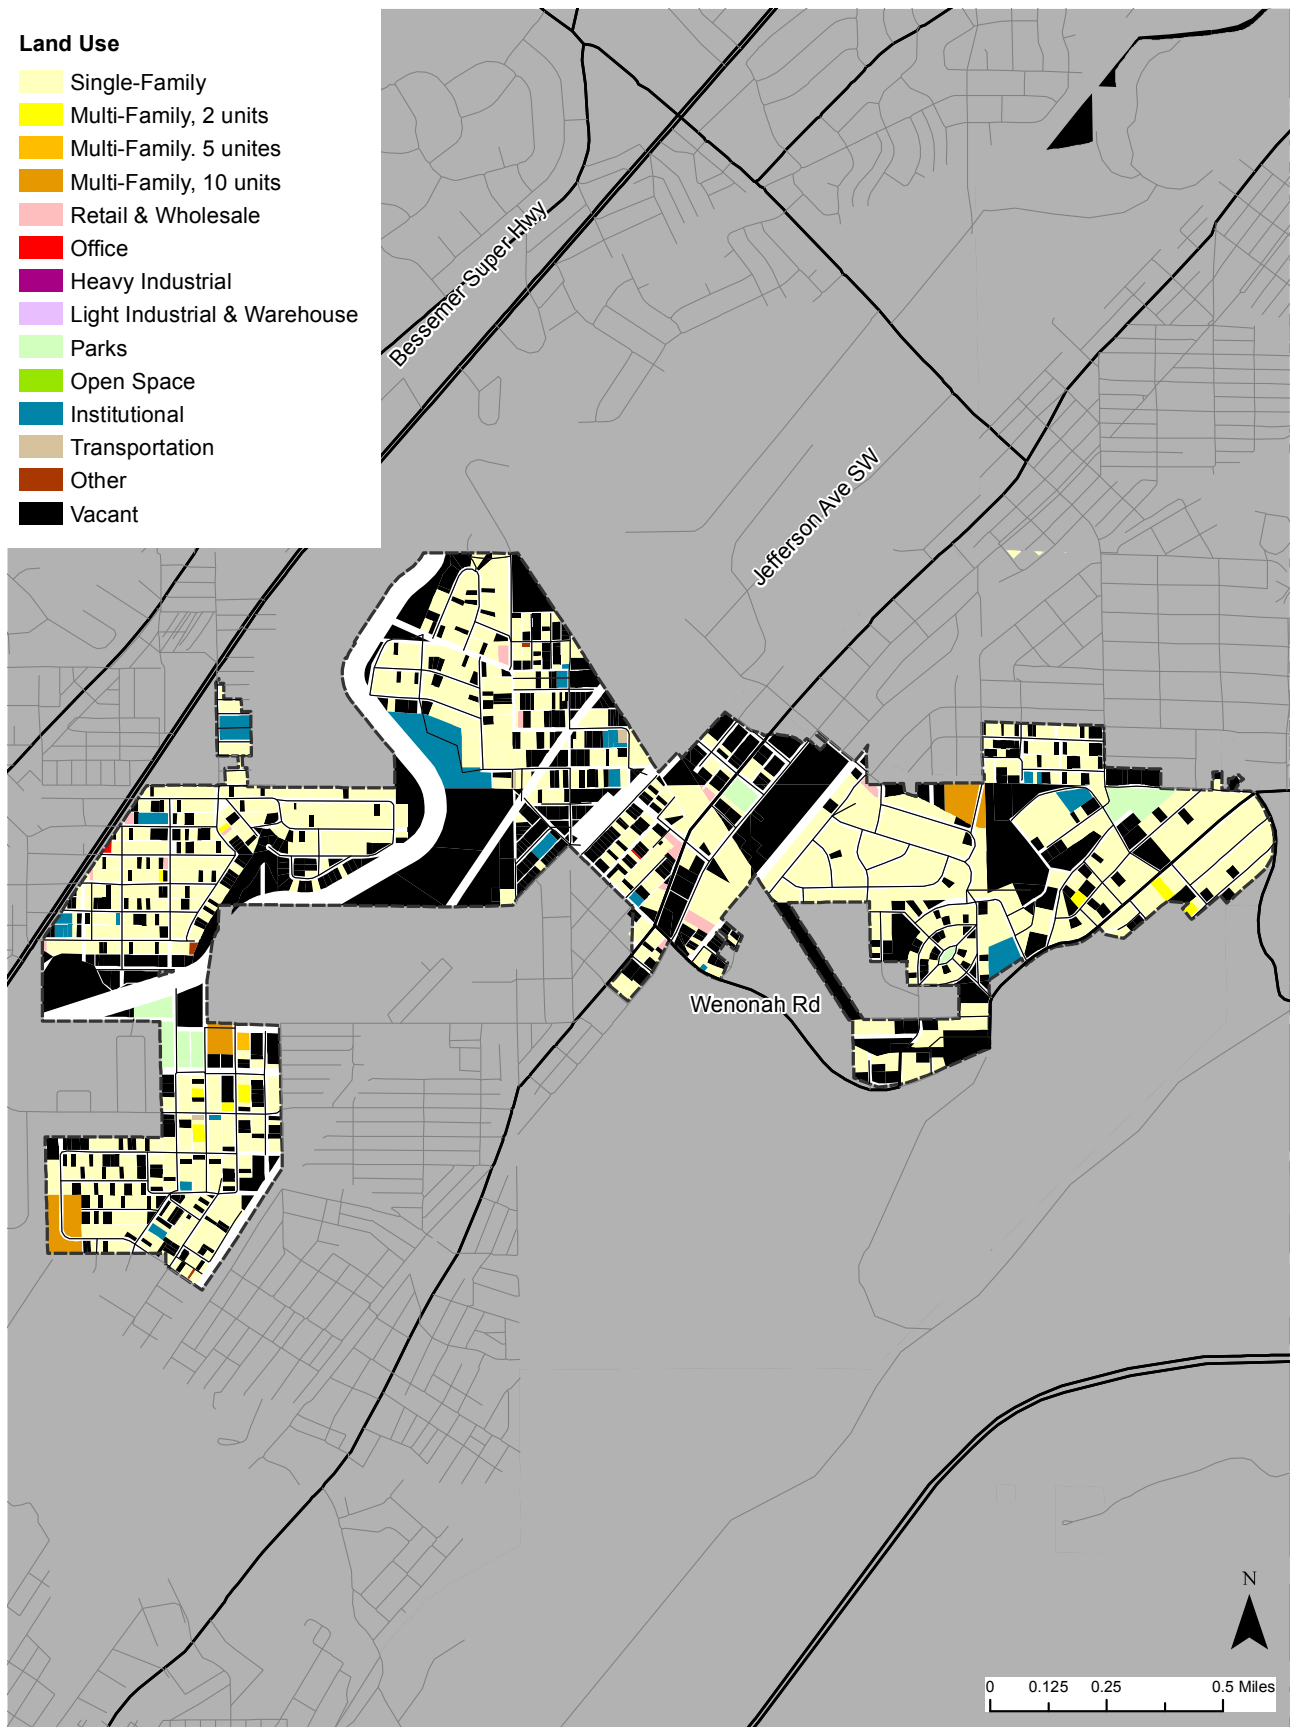 Land Use
Single-Family
Multi-Family, 2 units
Multi-Family. 5 unites
Multi-Family, 10 units
Retail & Wholesale
Office
Heavy Industrial
Light Industrial & Warehouse
Parks
Open Space
Institutional
Transportation
Other
Vacant
Bessemer Super Hwy
Jefferson Ave SW
Wenonah Rd
N
0 0.125 0.25 0.5 Miles